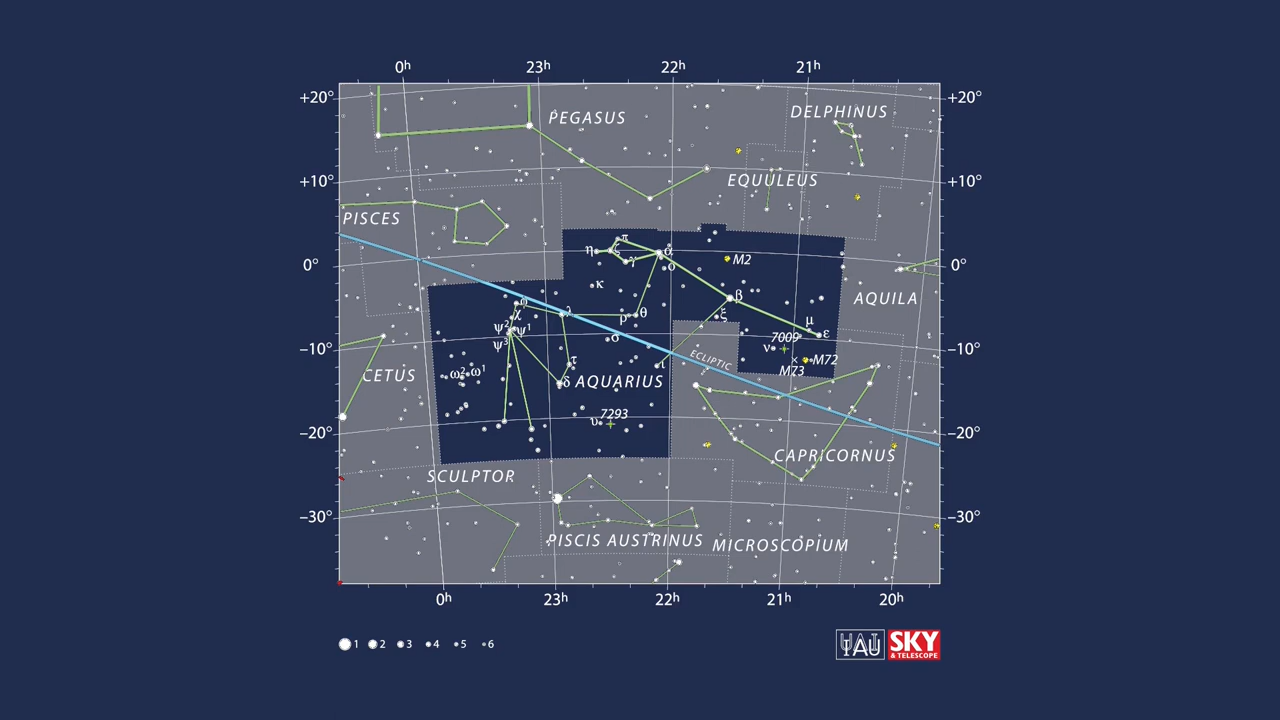 0h 23h 22h 21h
+20° +20°
PEGASUS DELPHINUS
+10° EQUULEUS +10°
PISCES
η π ζ γ α
0° ο M2 0°
κ AQUILA
β
φ χ λ ρ θ ξ μ ε
ψ2 ψ1 σ 7009
ψ3 ν
−10° τ ι ECLIPTIC M73 M72 −10°
CETUS ω2 ω1 δ AQUARIUS
υ 7293
−20° −20°
CAPRICORNUS
SCULPTOR
−30° −30°
PISCIS AUSTRINUS MICROSCOPIUM
0h 23h 22h 21h 20h
1 2 3 4 5 6
IAU SKY
& TELESCOPE